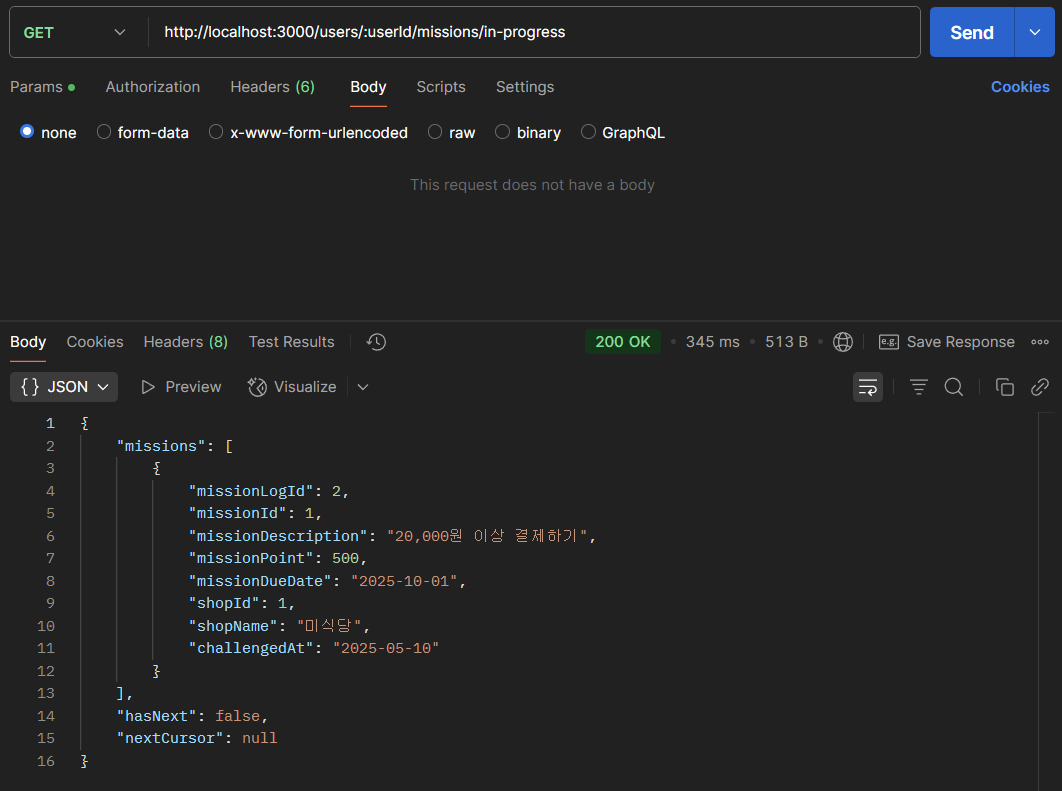 GET http://localhost:3000/users/:userId/missions/in-progress Send
Params Authorization Headers (6) Body Scripts Settings Cookies
none form-data x-www-form-urlencoded raw binary GraphQL
This request does not have a body
Body Cookies Headers (8) Test Results 200 OK • 345 ms • 513 B • e.g. Save Response
{} JSON Preview Visualize
1 {
2 "missions": [
3 {
4 "missionLogId": 2,
5 "missionId": 1,
6 "missionDescription": "20,000원 이상 결제하기",
7 "missionPoint": 500,
8 "missionDueDate": "2025-10-01",
9 "shopId": 1,
10 "shopName": "미식당",
11 "challengedAt": "2025-05-10"
12 }
13 ],
14 "hasNext": false,
15 "nextCursor": null
16 }